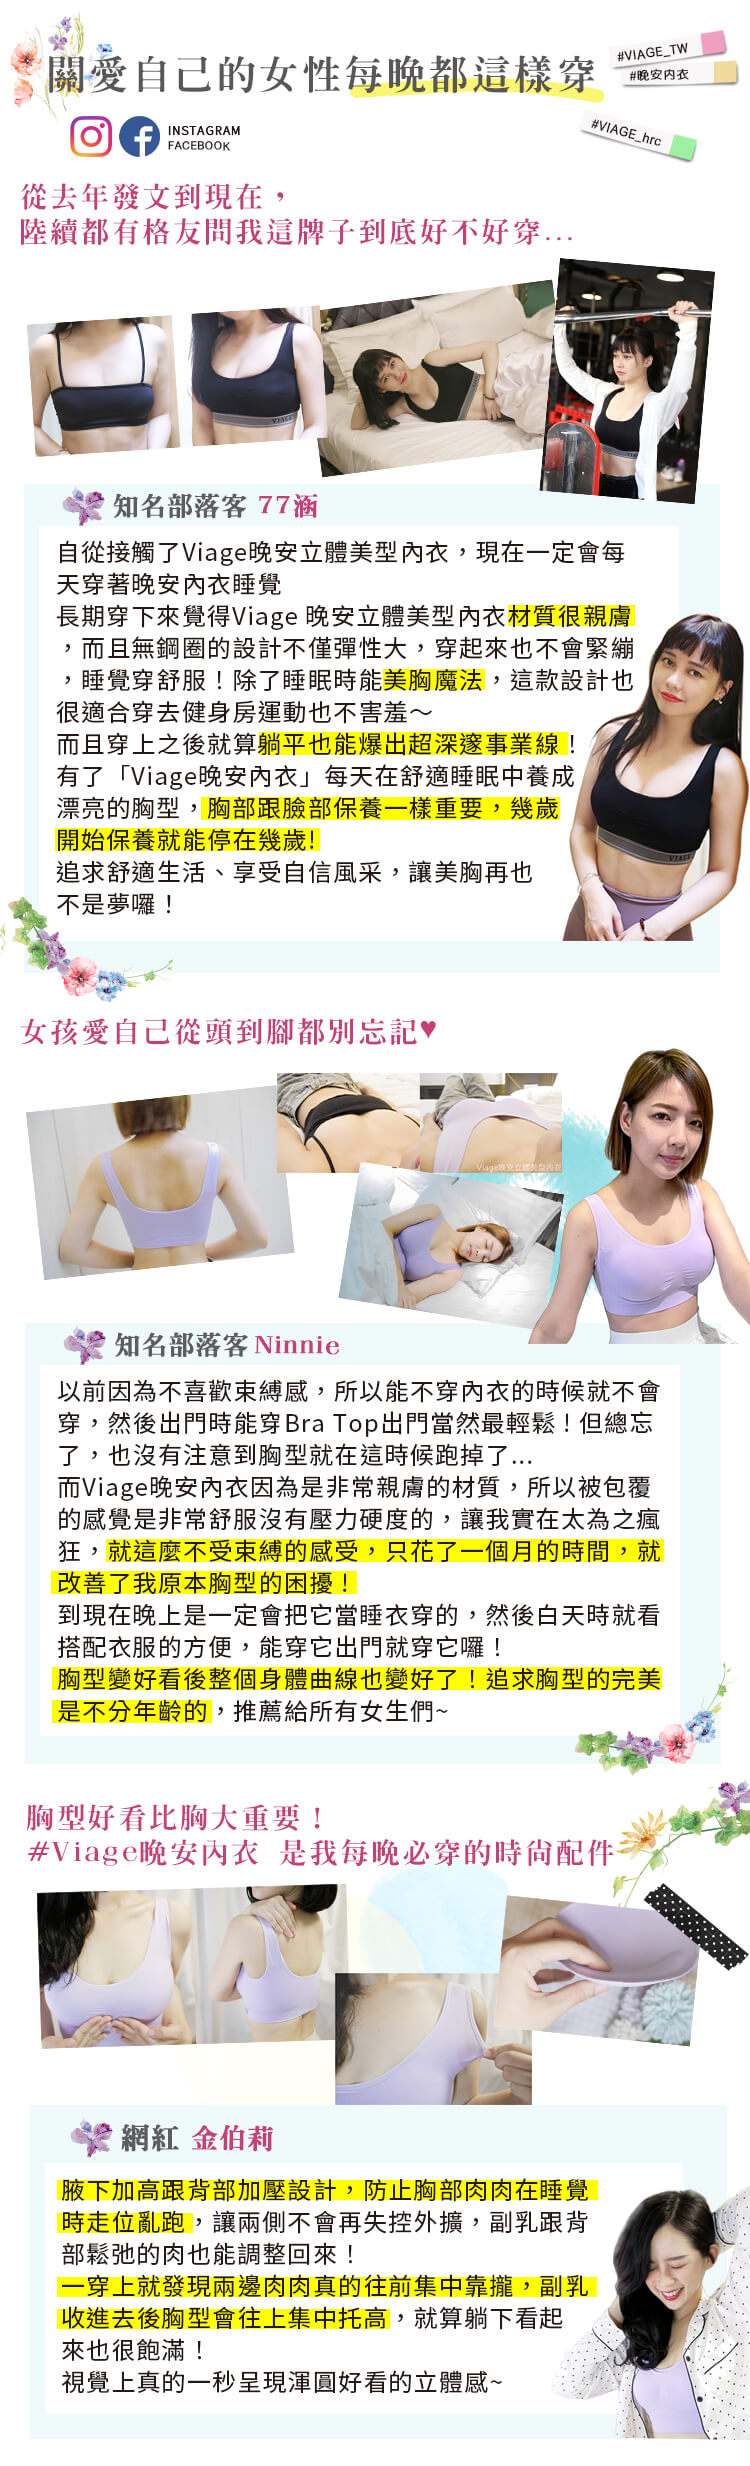 關愛自己的女性每晚都這樣穿
#VIAGE_TW
#晚安內衣
#VIAGE_hrc
INSTAGRAM
FACEBOOK
從去年發文到現在，
陸續都有格友問我這牌子到底好不好穿...
VIAGE
知名部落客 77涵
自從接觸了Viage晚安立體美型內衣，現在一定會每
天穿著晚安內衣睡覺
長期穿下來覺得Viage 晚安立體美型內衣材質很親膚
，而且無鋼圈的設計不僅彈性大，穿起來也不會緊繃
，睡覺穿舒服！除了睡眠時能美胸魔法，這款設計也
很適合穿去健身房運動也不害羞～
而且穿上之後就算躺平也能爆出超深邃事業線！
有了「Viage晚安內衣」每天在舒適睡眠中養成
漂亮的胸型，胸部跟臉部保養一樣重要，幾歲
開始保養就能停在幾歲!
追求舒適生活、享受自信風采，讓美胸再也
不是夢囉！
VIAGE
女孩愛自己從頭到腳都別忘記♥
Viage晚安立體美型內衣
知名部落客 Ninnie
以前因為不喜歡束縛感，所以能不穿內衣的時候就不會
穿，然後出門時能穿Bra Top出門當然最輕鬆！但總忘
了，也沒有注意到胸型就在這時候跑掉了...
而Viage晚安內衣因為是非常親膚的材質，所以被包覆
的感覺是非常舒服沒有壓力硬度的，讓我實在太為之瘋
狂，就這麼不受束縛的感受，只花了一個月的時間，就
改善了我原本胸型的困擾！
到現在晚上是一定會把它當睡衣穿的，然後白天時就看
搭配衣服的方便，能穿它出門就穿它囉！
胸型變好看後整個身體曲線也變好了！追求胸型的完美
是不分年齡的，推薦給所有女生們~
胸型好看比胸大重要！
#Viage晚安內衣 是我每晚必穿的時尚配件
網紅 金伯莉
腋下加高跟背部加壓設計，防止胸部肉肉在睡覺
時走位亂跑，讓兩側不會再失控外擴，副乳跟背
部鬆弛的肉也能調整回來！
一穿上就發現兩邊肉肉真的往前集中靠攏，副乳
收進去後胸型會往上集中托高，就算躺下看起
來也很飽滿！
視覺上真的一秒呈現渾圓好看的立體感~